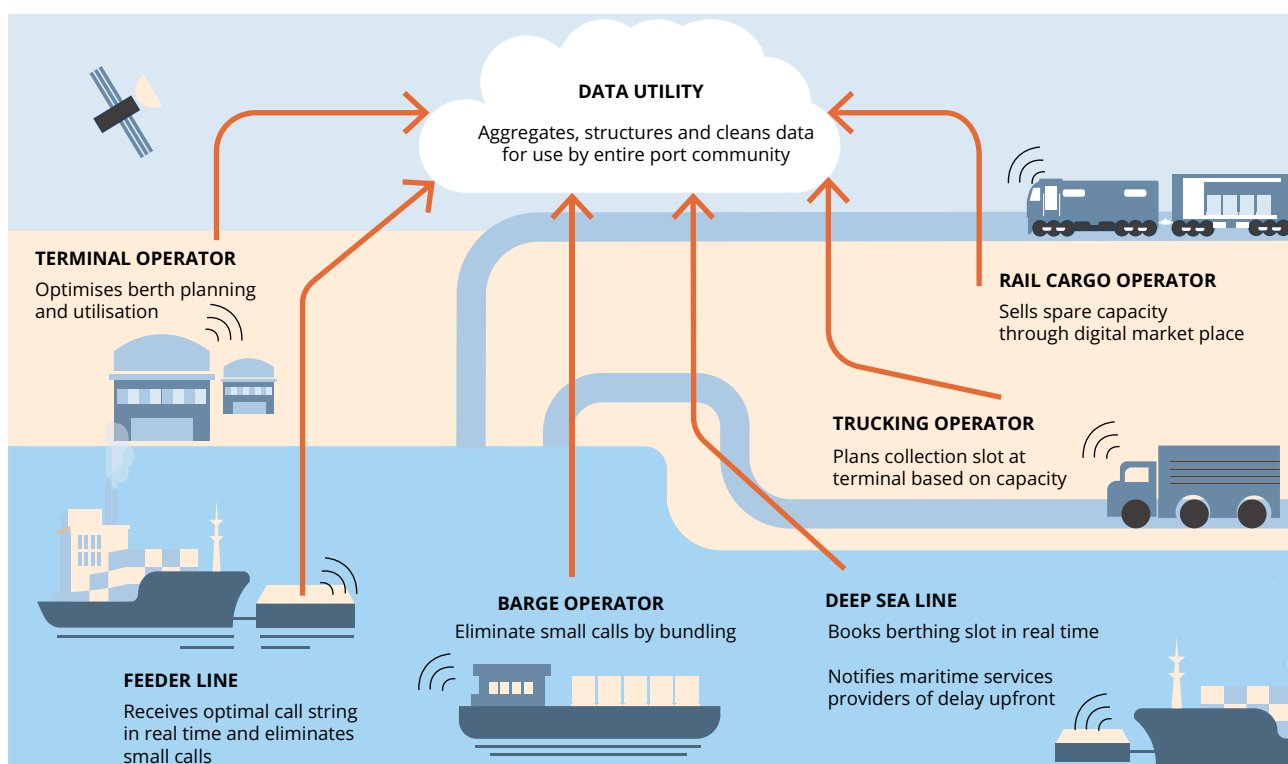 DATA UTILITY
Aggregates, structures and cleans data
for use by entire port community
TERMINAL OPERATOR
Optimises berth planning
and utilisation
RAIL CARGO OPERATOR
Sells spare capacity
through digital market place
TRUCKING OPERATOR
Plans collection slot at
terminal based on capacity
BARGE OPERATOR
Eliminate small calls by bundling
DEEP SEA LINE
Books berthing slot in real time
Notifies maritime services
providers of delay upfront
FEEDER LINE
Receives optimal call string
in real time and eliminates
small calls